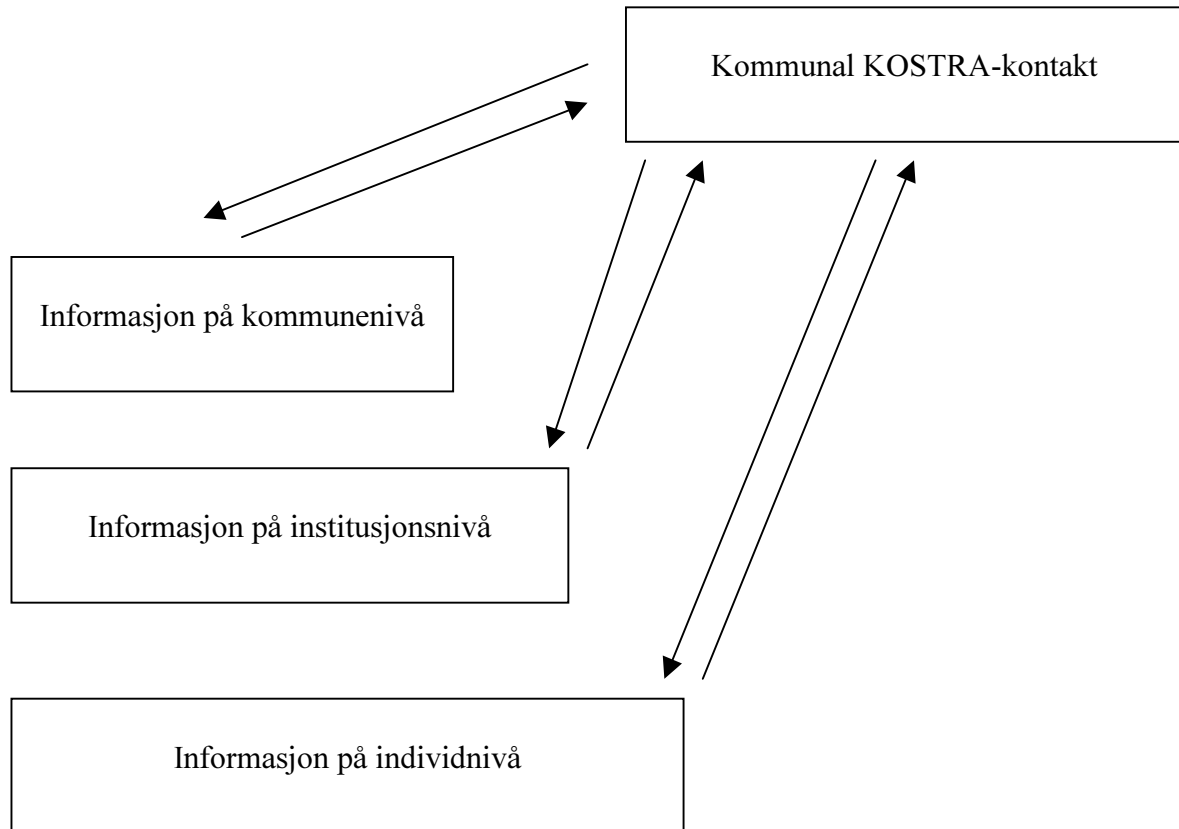 Kommunal KOSTRA-kontakt
Informasjon på kommunenivå
Informasjon på institusjonsnivå
Informasjon på individnivå